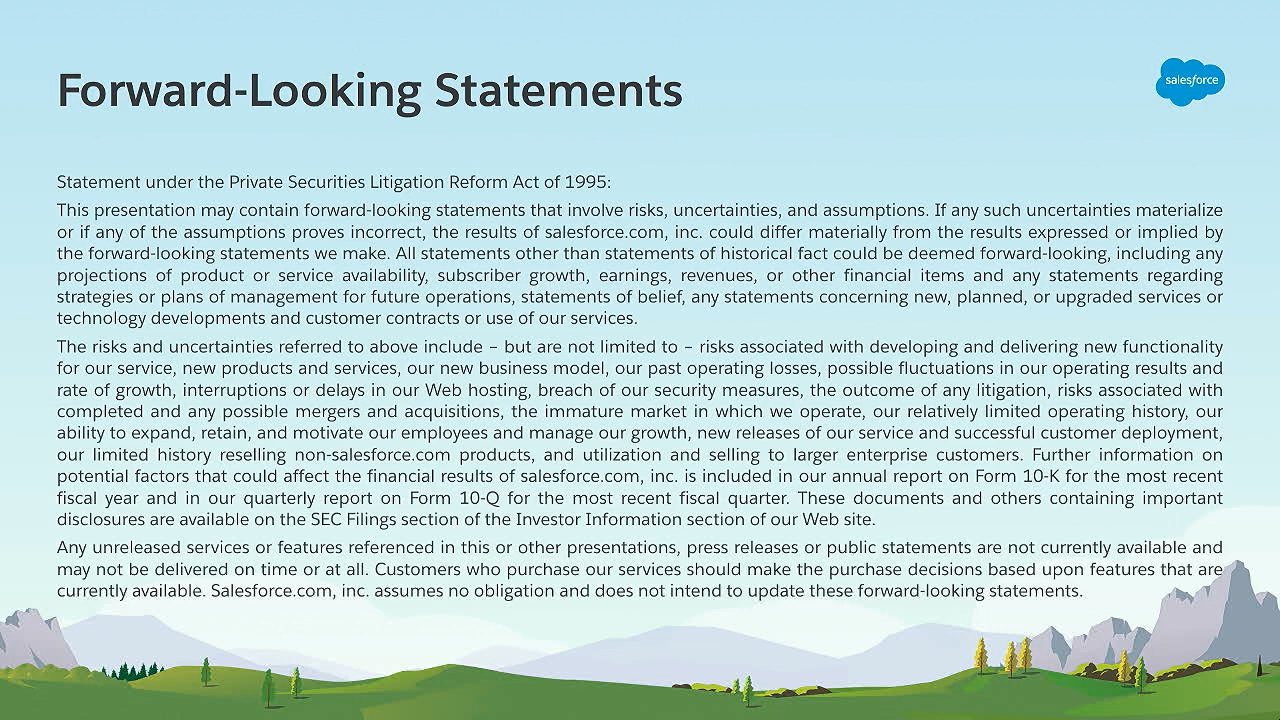 Forward-Looking Statements
salesforce
Statement under the Private Securities Litigation Reform Act of 1995:
This presentation may contain forward-looking statements that involve risks, uncertainties, and assumptions. If any such uncertainties materialize
or if any of the assumptions proves incorrect, the results of salesforce.com, inc. could differ materially from the results expressed or implied by
the forward-looking statements we make. All statements other than statements of historical fact could be deemed forward-looking, including any
projections of product or service availability, subscriber growth, earnings, revenues, or other financial items and any statements regarding
strategies or plans of management for future operations, statements of belief, any statements concerning new, planned, or upgraded services or
technology developments and customer contracts or use of our services.
The risks and uncertainties referred to above include – but are not limited to – risks associated with developing and delivering new functionality
for our service, new products and services, our new business model, our past operating losses, possible fluctuations in our operating results and
rate of growth, interruptions or delays in our Web hosting, breach of our security measures, the outcome of any litigation, risks associated with
completed and any possible mergers and acquisitions, the immature market in which we operate, our relatively limited operating history, our
ability to expand, retain, and motivate our employees and manage our growth, new releases of our service and successful customer deployment,
our limited history reselling non-salesforce.com products, and utilization and selling to larger enterprise customers. Further information on
potential factors that could affect the financial results of salesforce.com, inc. is included in our annual report on Form 10-K for the most recent
fiscal year and in our quarterly report on Form 10-Q for the most recent fiscal quarter. These documents and others containing important
disclosures are available on the SEC Filings section of the Investor Information section of our Web site.
Any unreleased services or features referenced in this or other presentations, press releases or public statements are not currently available and
may not be delivered on time or at all. Customers who purchase our services should make the purchase decisions based upon features that are
currently available. Salesforce.com, inc. assumes no obligation and does not intend to update these forward-looking statements.